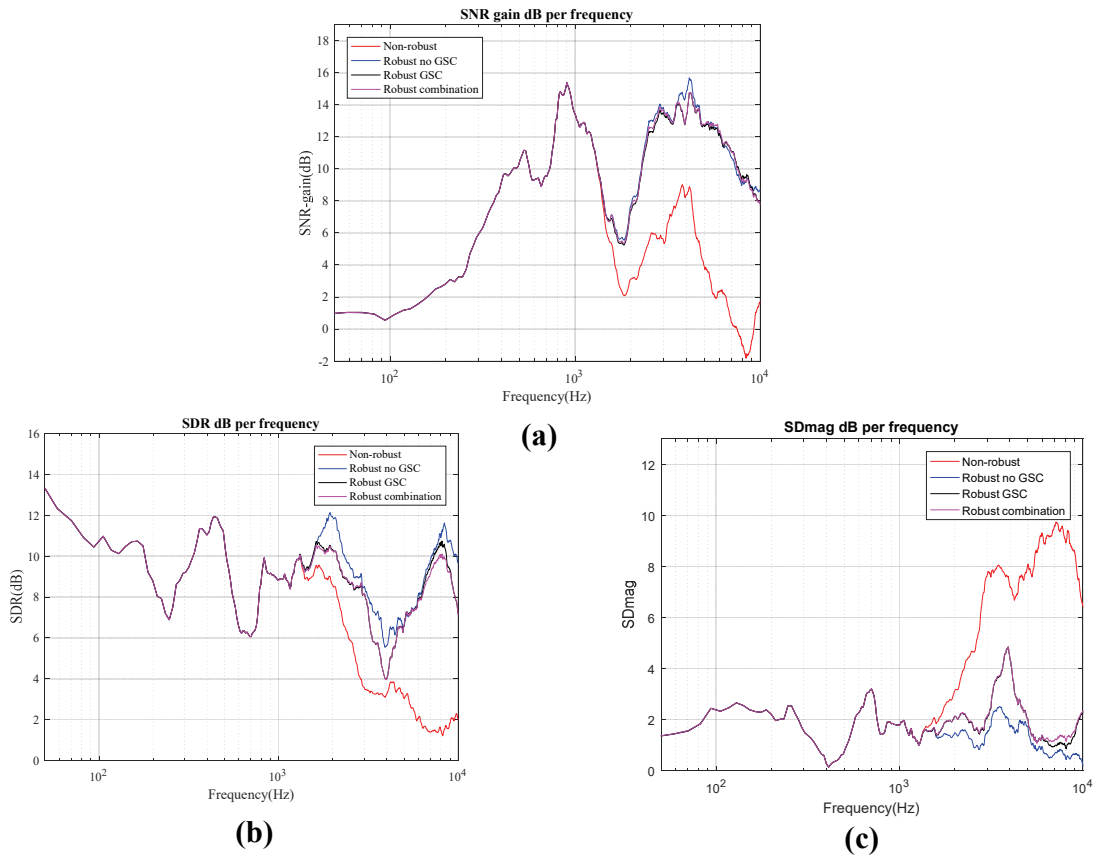 SNR gain dB per frequency
18
16
14
12
10
8
6
4
2
0
-2
SNR-gain(dB)
Non-robust
Robust no GSC
Robust GSC
Robust combination
10^2
10^3
10^4
Frequency(Hz)
(a)
SDR dB per frequency
16
14
12
10
8
6
4
2
0
SDR(dB)
Non-robust
Robust no GSC
Robust GSC
Robust combination
10^2
10^3
10^4
Frequency(Hz)
(b)
SDmag dB per frequency
12
10
8
6
4
2
0
SDmag
Non-robust
Robust no GSC
Robust GSC
Robust combination
10^2
10^3
10^4
Frequency(Hz)
(c)